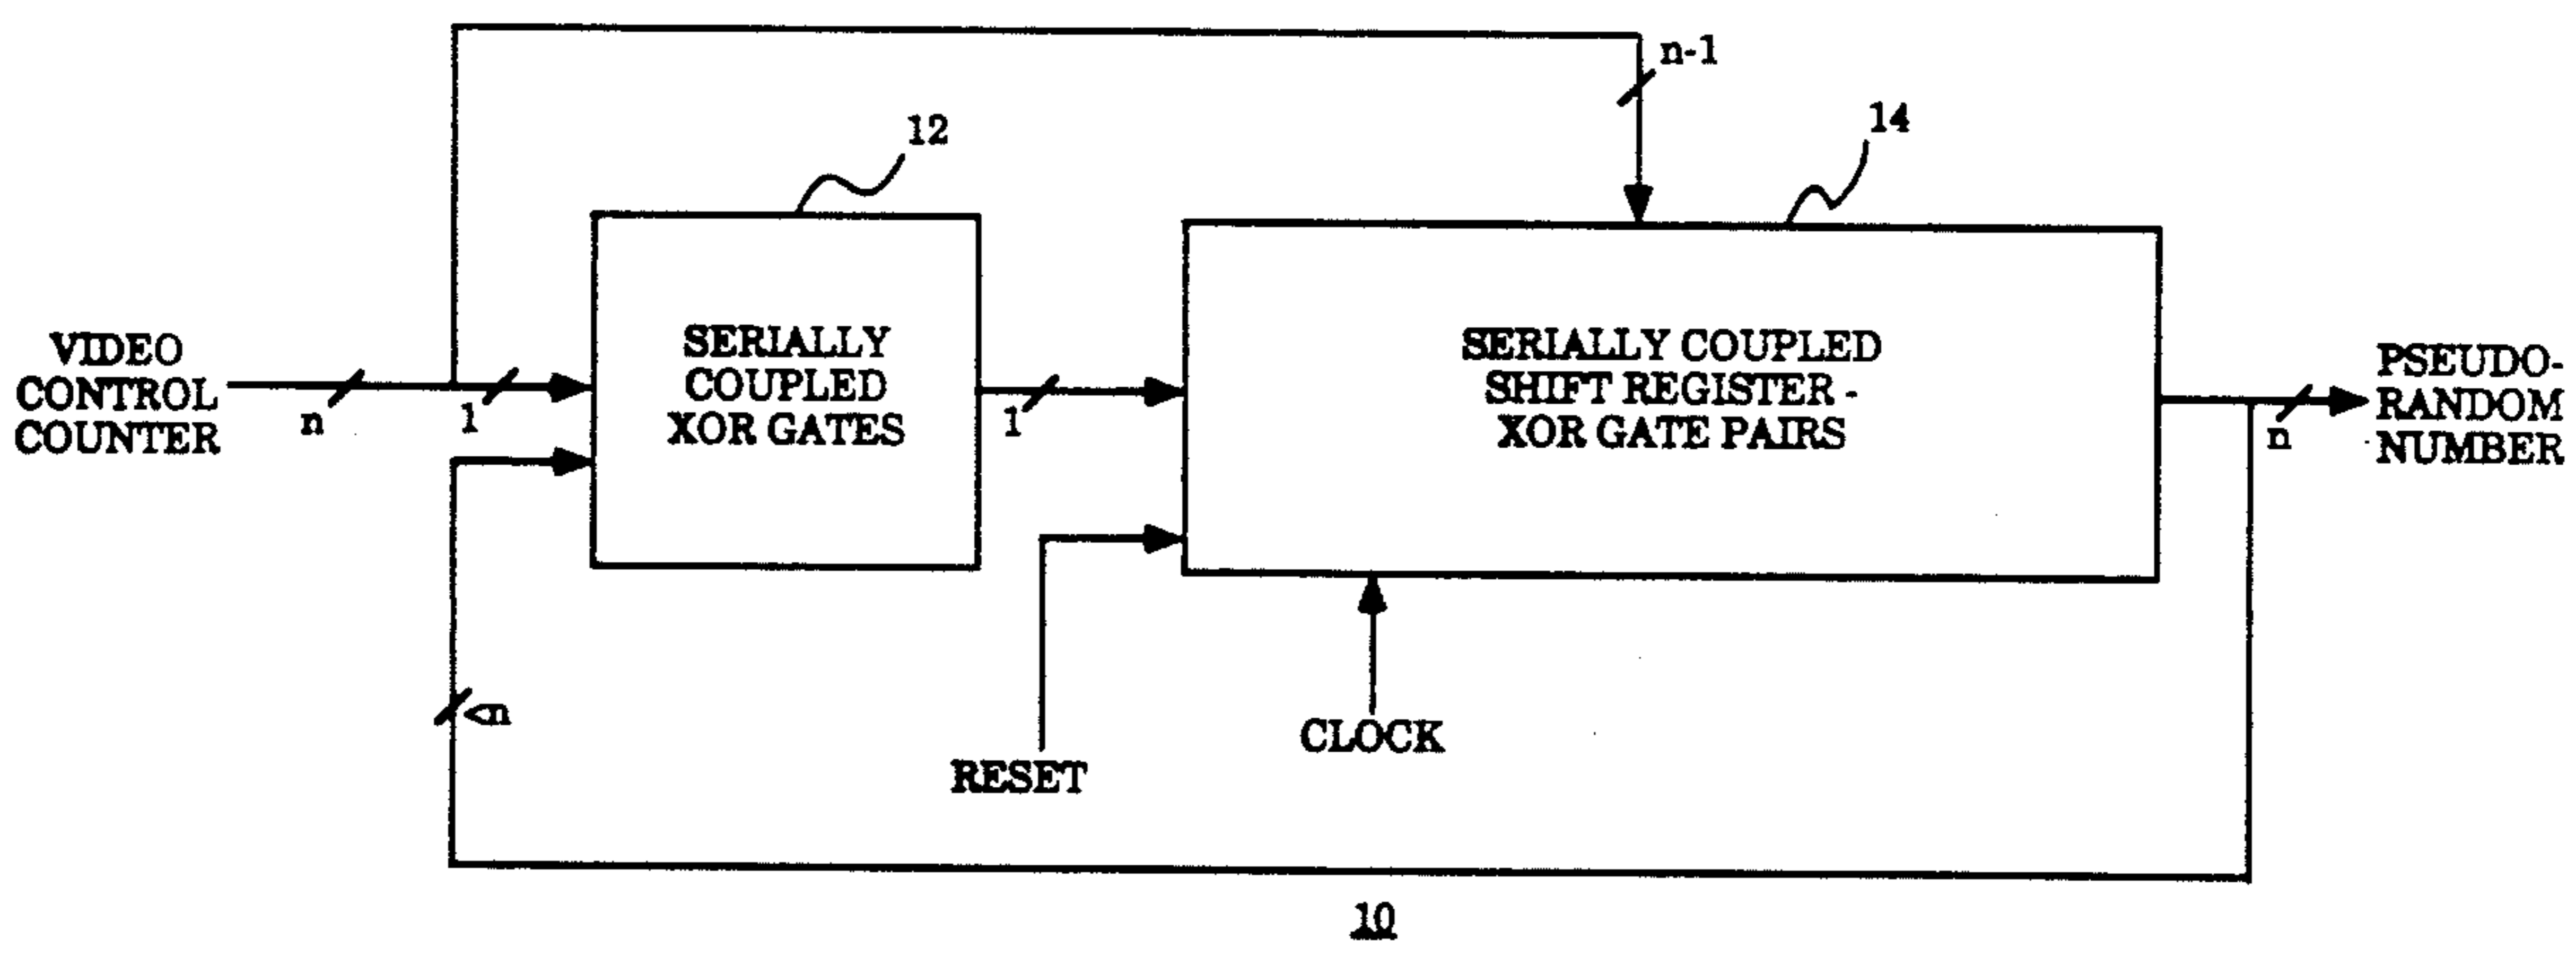 n-1
12
14
VIDEO
CONTROL
COUNTER
n
1
SERIALLY
COUPLED
XOR GATES
1
SERIALLY COUPLED
SHIFT REGISTER -
XOR GATE PAIRS
n
PSEUDO-
RANDOM
NUMBER
<n
RESET
CLOCK
10